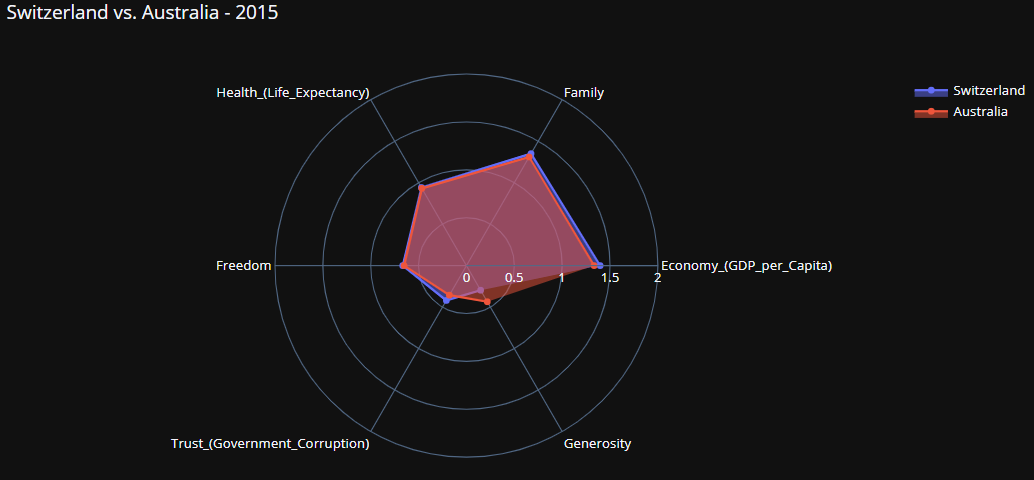 Switzerland vs. Australia - 2015
Switzerland
Australia
Health_(Life_Expectancy)
Family
Freedom
Economy_(GDP_per_Capita)
0
0.5
1
1.5
2
Trust_(Government_Corruption)
Generosity